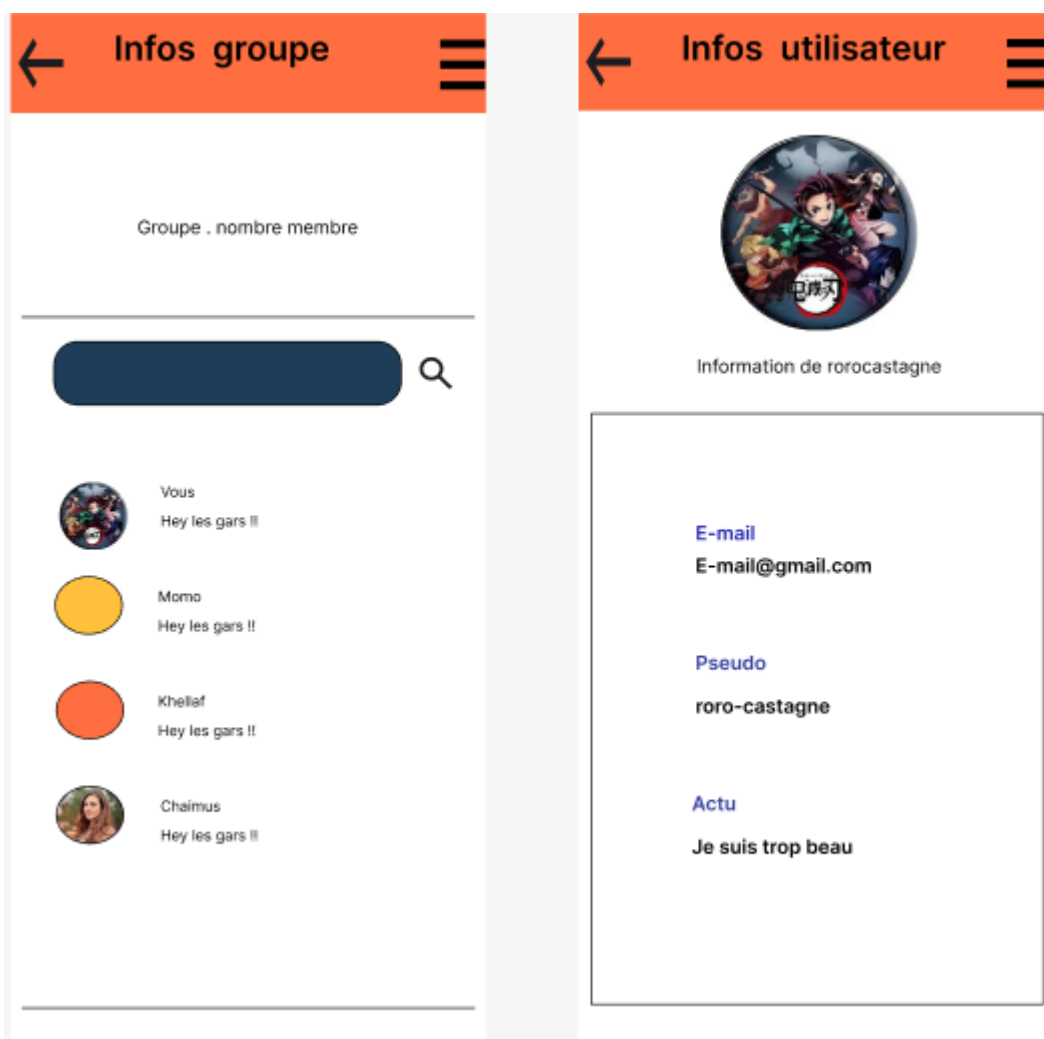 Infos groupe
Groupe . nombre membre
Vous
Hey les gars !!
Momo
Hey les gars !!
Khellaf
Hey les gars !!
Chaimus
Hey les gars !!
Infos utilisateur
Information de rorocastagne
E-mail
E-mail@gmail.com
Pseudo
roro-castagne
Actu
Je suis trop beau